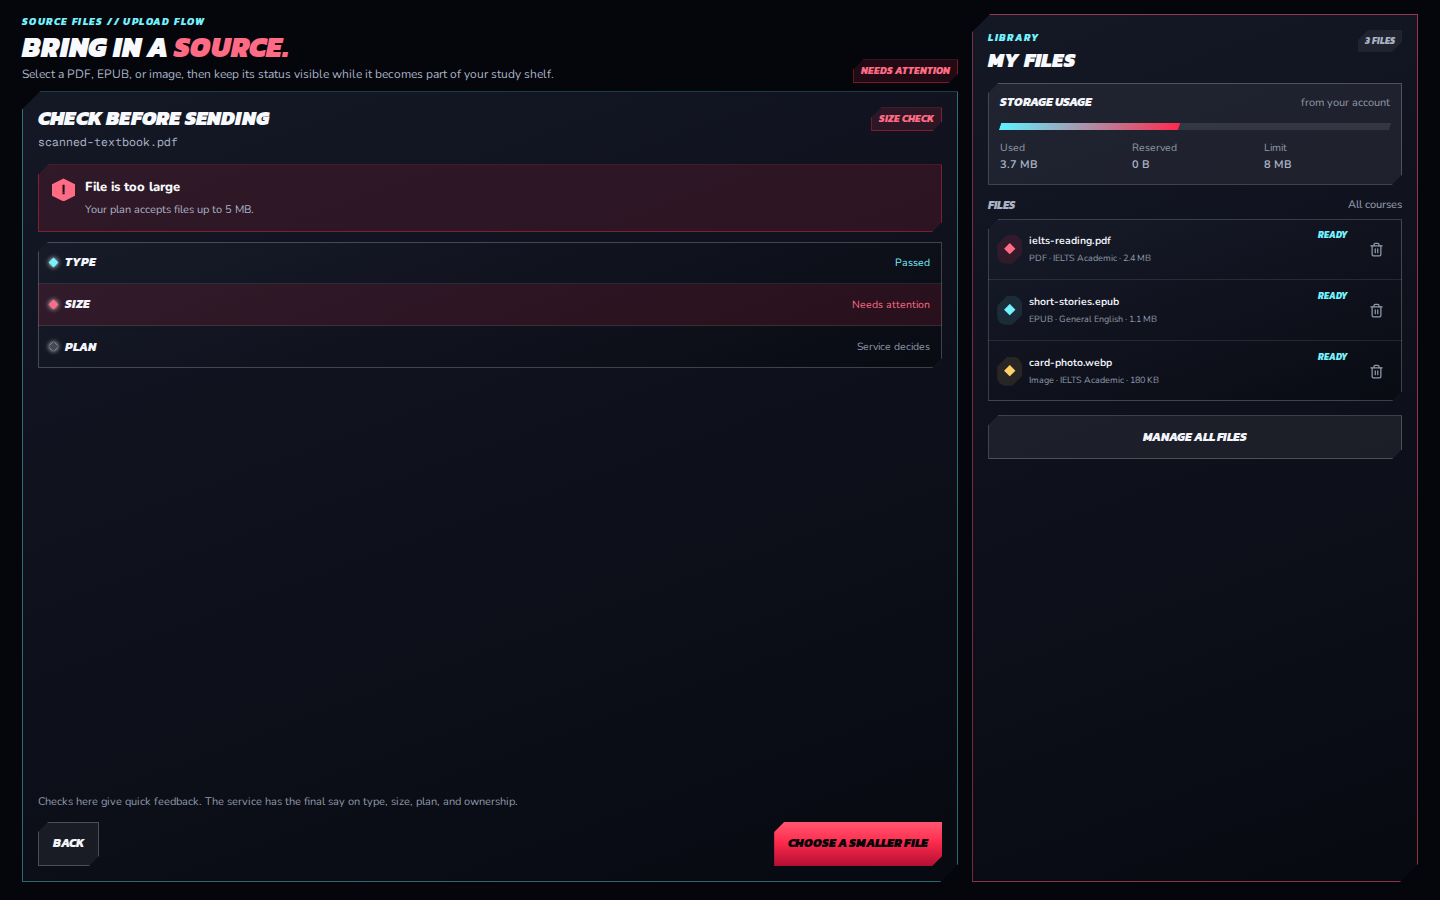 SOURCE FILES // UPLOAD FLOW
BRING IN A SOURCE.
Select a PDF, EPUB, or image, then keep its status visible while it becomes part of your study shelf.
NEEDS ATTENTION
CHECK BEFORE SENDING
scanned-textbook.pdf
SIZE CHECK
! File is too large
Your plan accepts files up to 5 MB.
TYPE Passed
SIZE Needs attention
PLAN Service decides
Checks here give quick feedback. The service has the final say on type, size, plan, and ownership.
BACK
CHOOSE A SMALLER FILE
LIBRARY
MY FILES
3 FILES
STORAGE USAGE from your account
Used Reserved Limit
3.7 MB 0 B 8 MB
FILES All courses
ielts-reading.pdf READY
PDF · IELTS Academic · 2.4 MB
short-stories.epub READY
EPUB · General English · 1.1 MB
card-photo.webp READY
Image · IELTS Academic · 180 KB
MANAGE ALL FILES